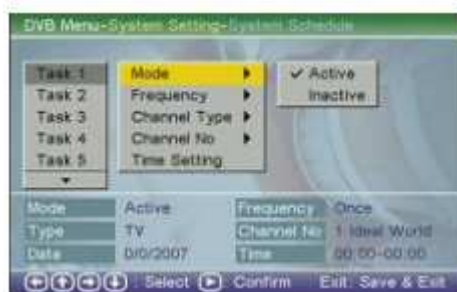 DVB Menu-System Setting-System Schedule
Task 1
Task 2
Task 3
Task 4
Task 5
Mode
Frequency
Channel Type
Channel No
Time Setting
✓ Active
Inactive
Mode Active Frequency Once
Type TV Channel No 1 Ideal World
Date 0/0/2007 Time 00:00-00:00
Select Confirm Exit: Save & Exit